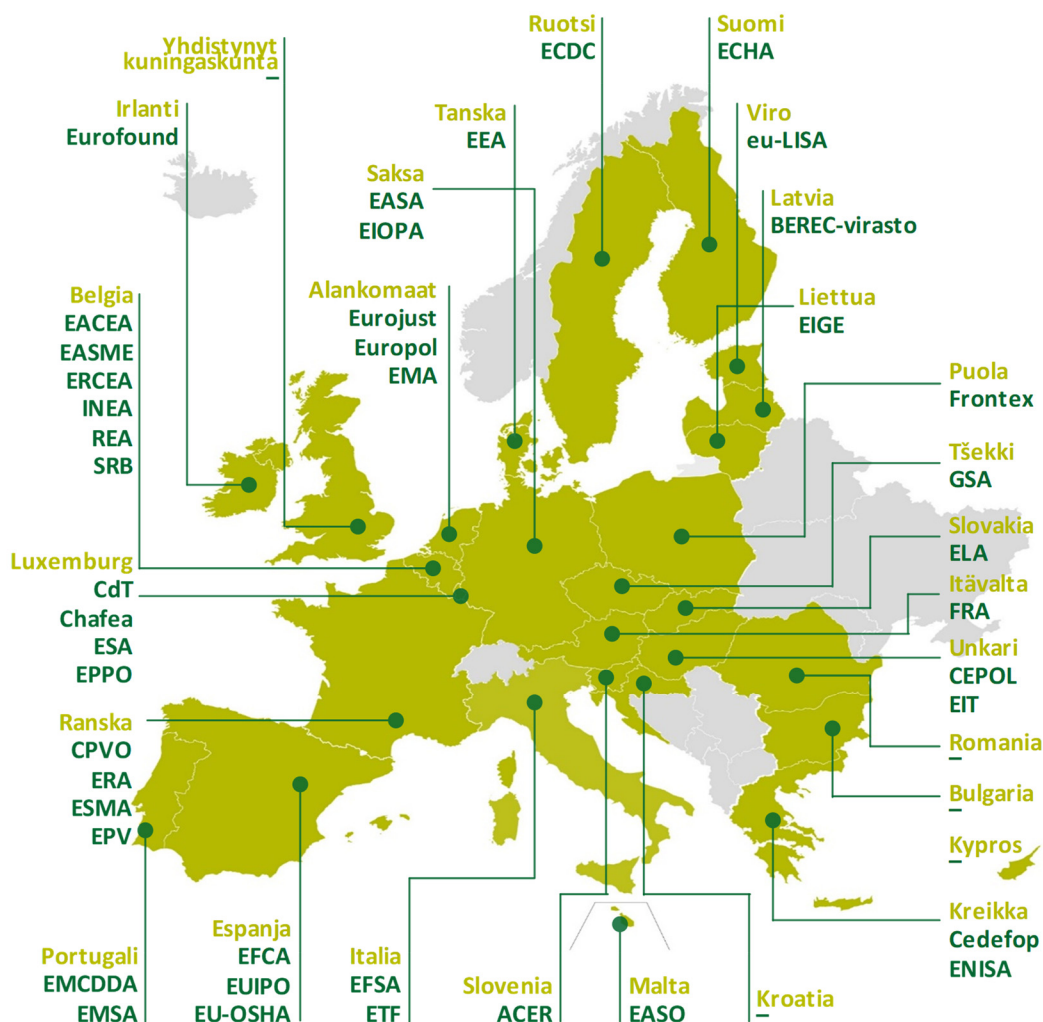 Yhdistynyt
kuningaskunta
–
Irlanti
Eurofound
Ruotsi
ECDC
Suomi
ECHA
Tanska
EEA
Viro
eu-LISA
Saksa
EASA
EIOPA
Latvia
BEREC-virasto
Belgia
EACEA
EASME
ERCEA
INEA
REA
SRB
Alankomaat
Eurojust
Europol
EMA
Liettua
EIGE
Puola
Frontex
Tšekki
GSA
Slovakia
ELA
Luxemburg
CdT
Chafea
ESA
EPPO
Itävalta
FRA
Unkari
CEPOL
EIT
Ranska
CPVO
ERA
ESMA
EPV
Romania
–
Bulgaria
–
Kypros
–
Kreikka
Cedefop
ENISA
Portugali
EMCDDA
EMSA
Espanja
EFCA
EUIPO
EU-OSHA
Italia
EFSA
ETF
Slovenia
ACER
Malta
EASO
Kroatia
–